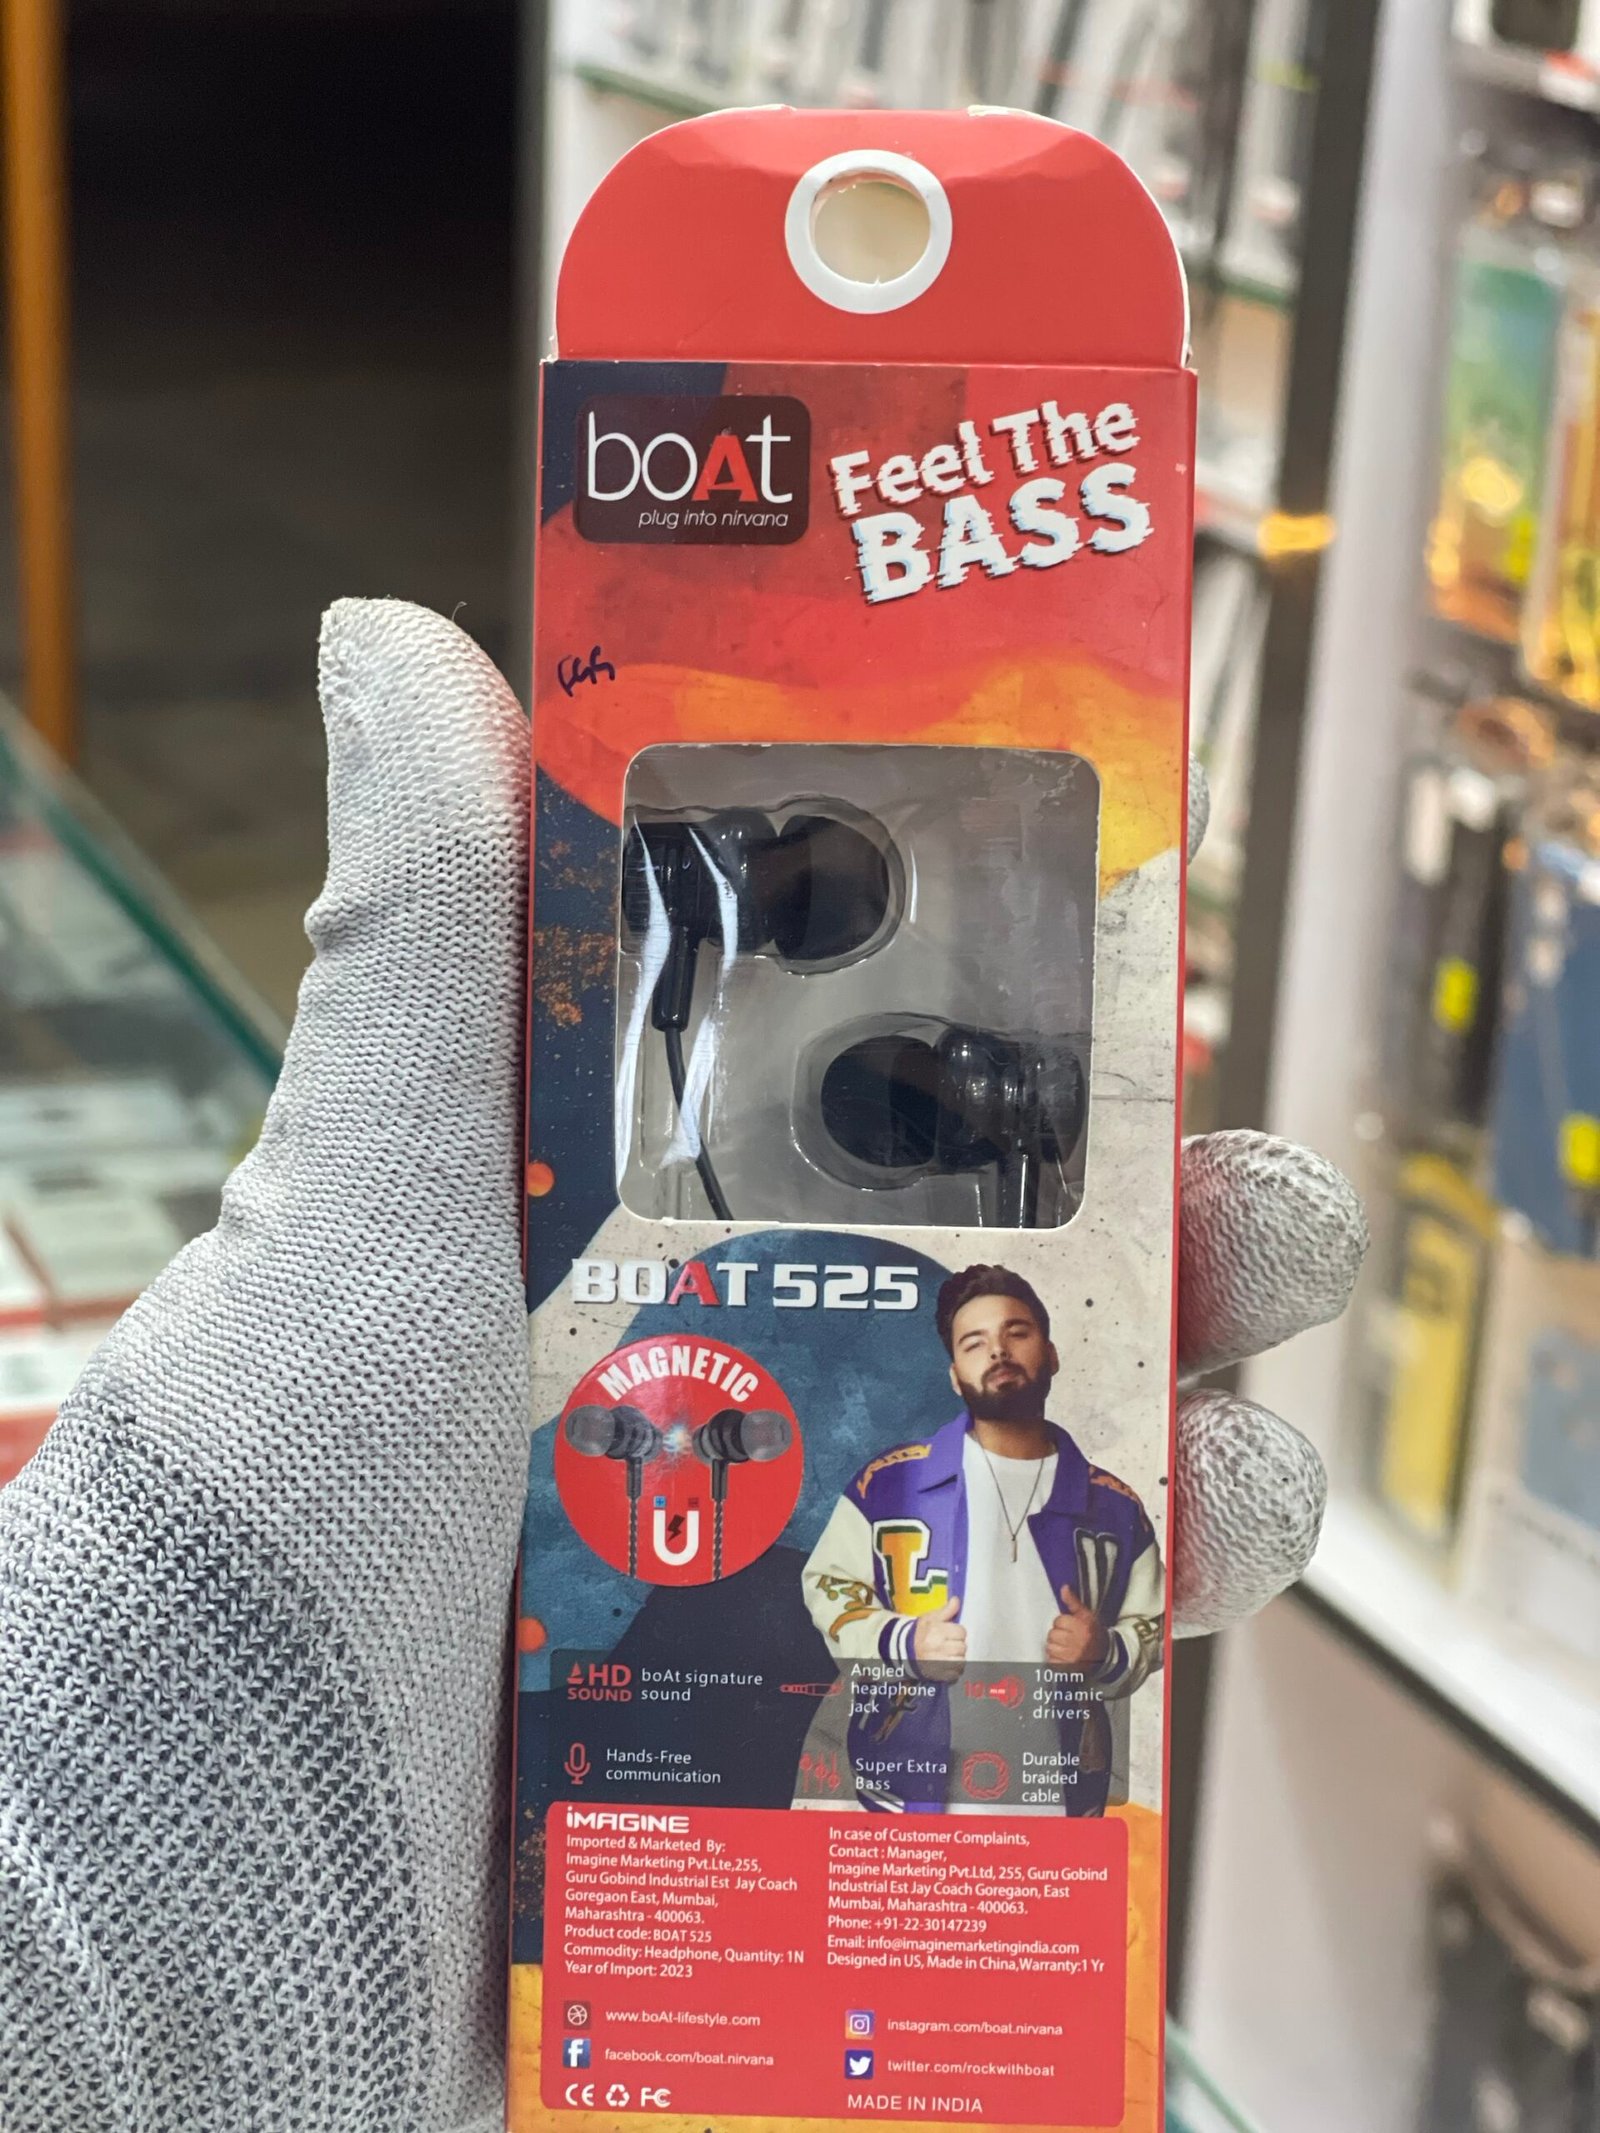 boAt
plug into nirvana
Feel The
BASS
BOAT 525
MAGNETIC
L
HD
SOUND
boAt signature
sound
Angled
headphone
jack
10
mm
10mm
dynamic
drivers
Hands-Free
communication
Super Extra
Bass
Durable
braided
cable
iMAGINE
Imported & Marketed By:
Imagine Marketing Pvt.Lte,255,
Guru Gobind Industrial Est Jay Coach
Goregaon East, Mumbai,
Maharashtra - 400063.
Product code: BOAT 525
Commodity: Headphone, Quantity: 1N
Year of Import: 2023
In case of Customer Complaints,
Contact : Manager,
Imagine Marketing Pvt.Ltd, 255, Guru Gobind
Industrial Est Jay Coach Goregaon, East
Mumbai, Maharashtra - 400063.
Phone: +91-22-30147239
Email: info@imaginemarketingindia.com
Designed in US, Made in China,Warranty:1 Yr
www.boAt-lifestyle.com
facebook.com/boat.nirvana
instagram.com/boat.nirvana
twitter.com/rockwithboat
CE FC
MADE IN INDIA